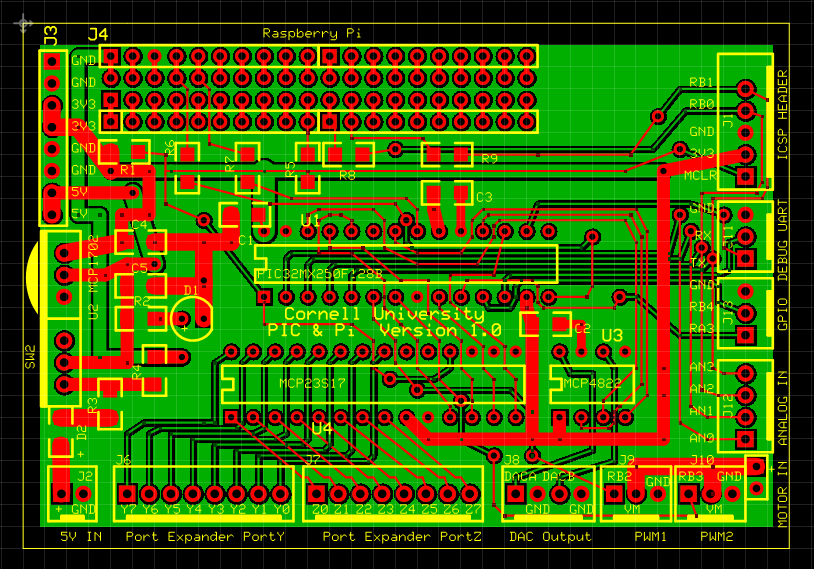 Raspberry Pi
J3
J4
GND
GND
3V3
3V3
GND
GND
5V
5V
R1
R6
R7
R5
R8
R9
C3
RB1
RB0
GND
3V3
MCLR
J1
ICSP HEADER
C4
C1
U1
MCP1702
U2
C5
R2
D1
+
PIC32MX250F128B
GND
RX
TX
J11
DEBUG UART
Cornell University
PIC & Pi Version 1.0
C2
U3
GND
RB4
RA3
GPIO
SW2
R4
R3
MCP23S17
MCP4822
AN2
AN2
AN1
AN0
J12
ANALOG IN
U4
D2
+
J2
+ GND
5V IN
J6
Y7 Y6 Y5 Y4 Y3 Y2 Y1 Y0
Port Expander PortY
J7
Z0 Z1 Z2 Z3 Z4 Z5 Z6 Z7
Port Expander PortZ
J8
DACA DACB
GND GND
DAC Output
J9
RB2 GND
VM
PWM1
J10
RB3 GND
VM
PWM2
+
MOTOR IN